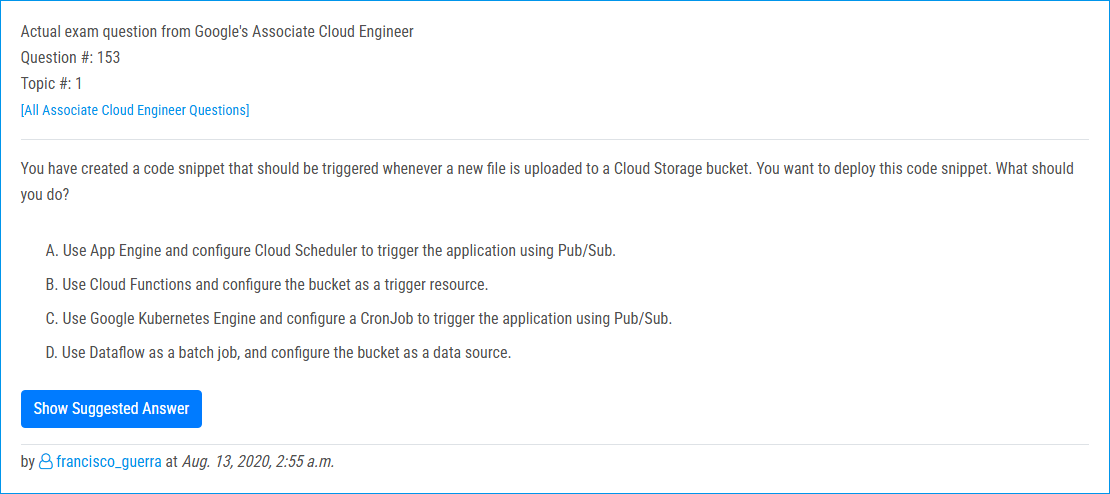 Actual exam question from Google's Associate Cloud Engineer
Question #: 153
Topic #: 1
[All Associate Cloud Engineer Questions]
You have created a code snippet that should be triggered whenever a new file is uploaded to a Cloud Storage bucket. You want to deploy this code snippet. What should
you do?
A. Use App Engine and configure Cloud Scheduler to trigger the application using Pub/Sub.
B. Use Cloud Functions and configure the bucket as a trigger resource.
C. Use Google Kubernetes Engine and configure a CronJob to trigger the application using Pub/Sub.
D. Use Dataflow as a batch job, and configure the bucket as a data source.
Show Suggested Answer
by francisco_guerra at Aug. 13, 2020, 2:55 a.m.